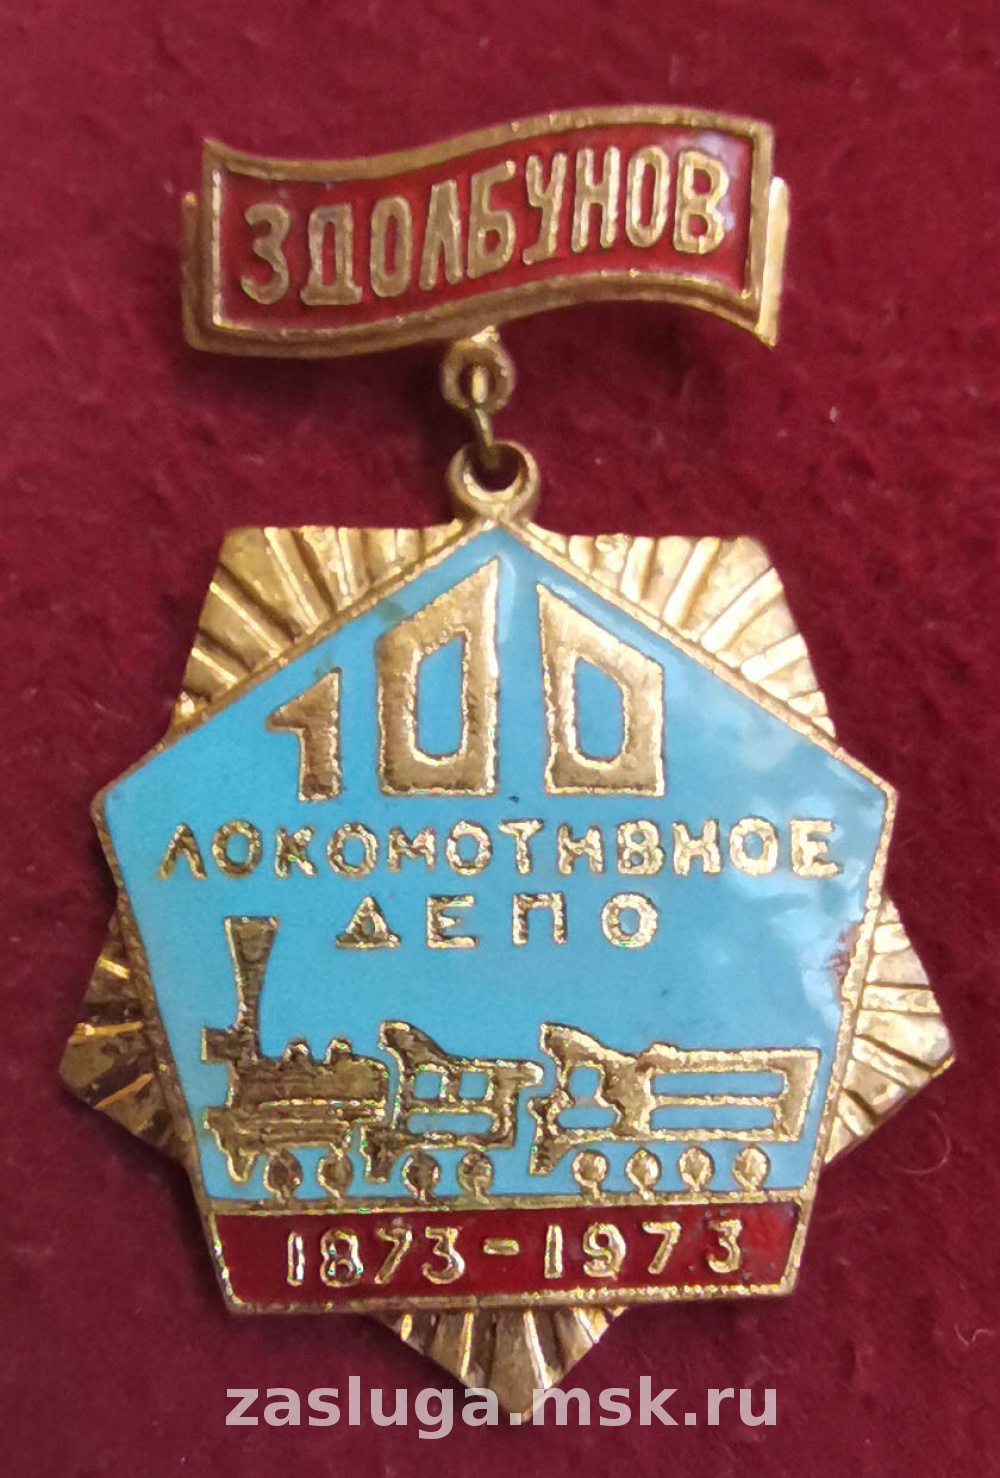 ЗДОЛБУНОВ
100
ЛОКОМОТИВНОЕ
ДЕПО
1873-1973
zasluga.msk.ru